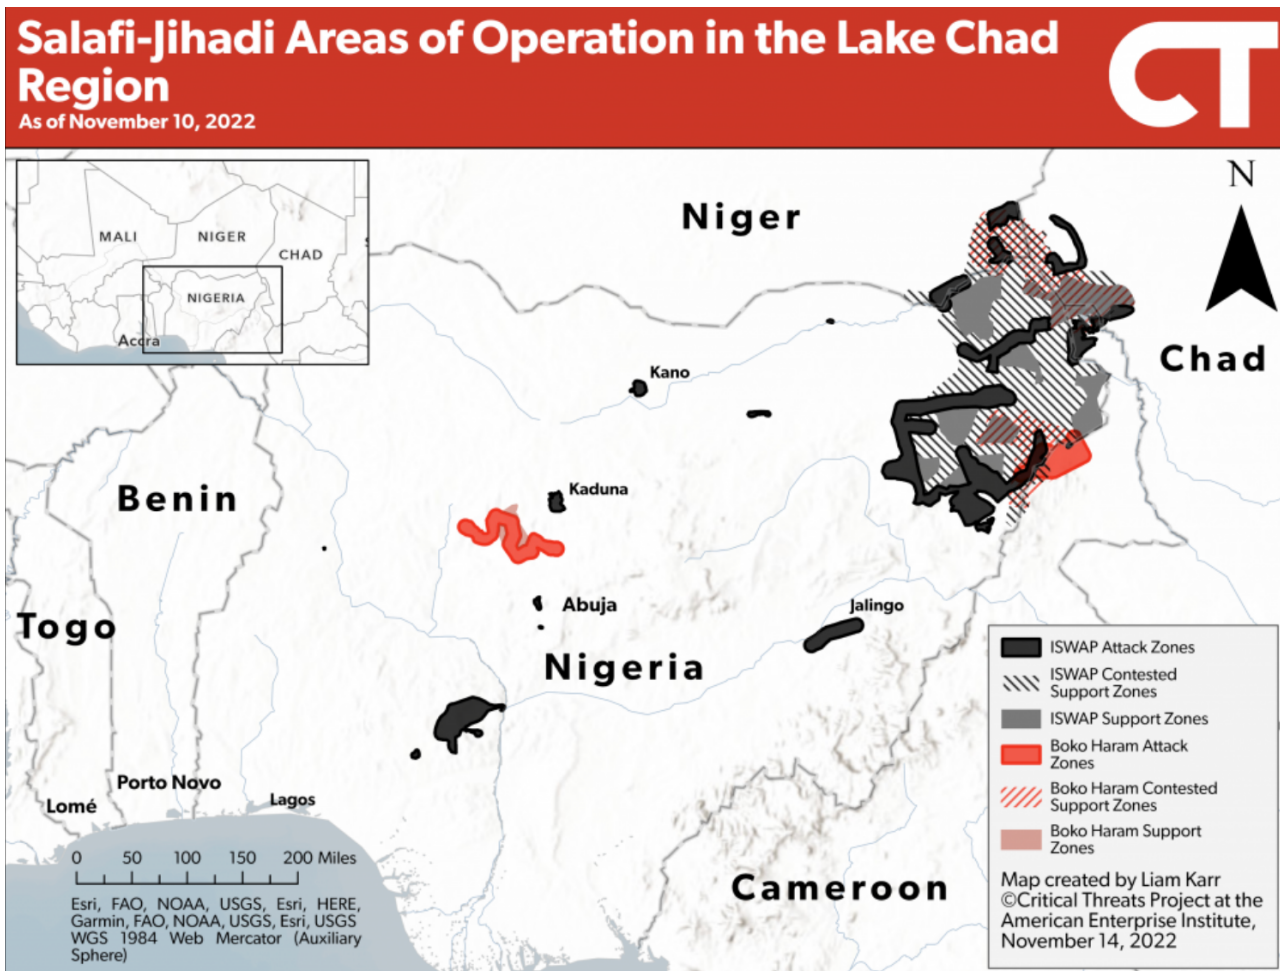 Salafi-Jihadi Areas of Operation in the Lake Chad
Region
As of November 10, 2022
CT
MALI
NIGER
CHAD
NIGERIA
Accra
Niger
N
Chad
Kano
Benin
Kaduna
Togo
Abuja
Jalingo
Nigeria
Porto Novo
Lomé
Lagos
Cameroon
0 50 100 150 200 Miles
Esri, FAO, NOAA, USGS, Esri, HERE,
Garmin, FAO, NOAA, USGS, Esri, USGS
WGS 1984 Web Mercator (Auxiliary
Sphere)
ISWAP Attack Zones
ISWAP Contested
Support Zones
ISWAP Support Zones
Boko Haram Attack
Zones
Boko Haram Contested
Support Zones
Boko Haram Support
Zones
Map created by Liam Karr
©Critical Threats Project at the
American Enterprise Institute,
November 14, 2022